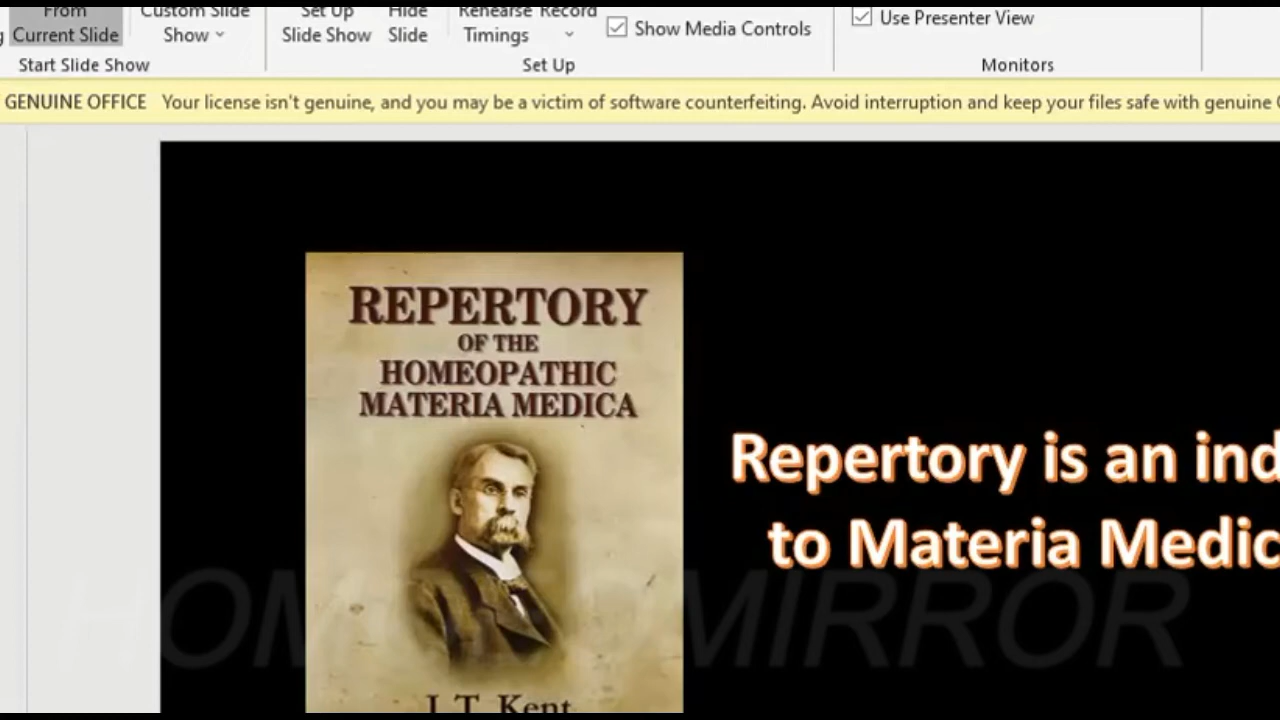 From
Current Slide
Custom Slide
Show
Set Up
Slide Show
Hide
Slide
Rehearse
Timings
Record
Show Media Controls
Use Presenter View
Start Slide Show
Set Up
Monitors
GENUINE OFFICE Your license isn't genuine, and you may be a victim of software counterfeiting. Avoid interruption and keep your files safe with genuine
REPERTORY
OF THE
HOMEOPATHIC
MATERIA MEDICA
J. T. Kent
Repertory is an ind
to Materia Medic